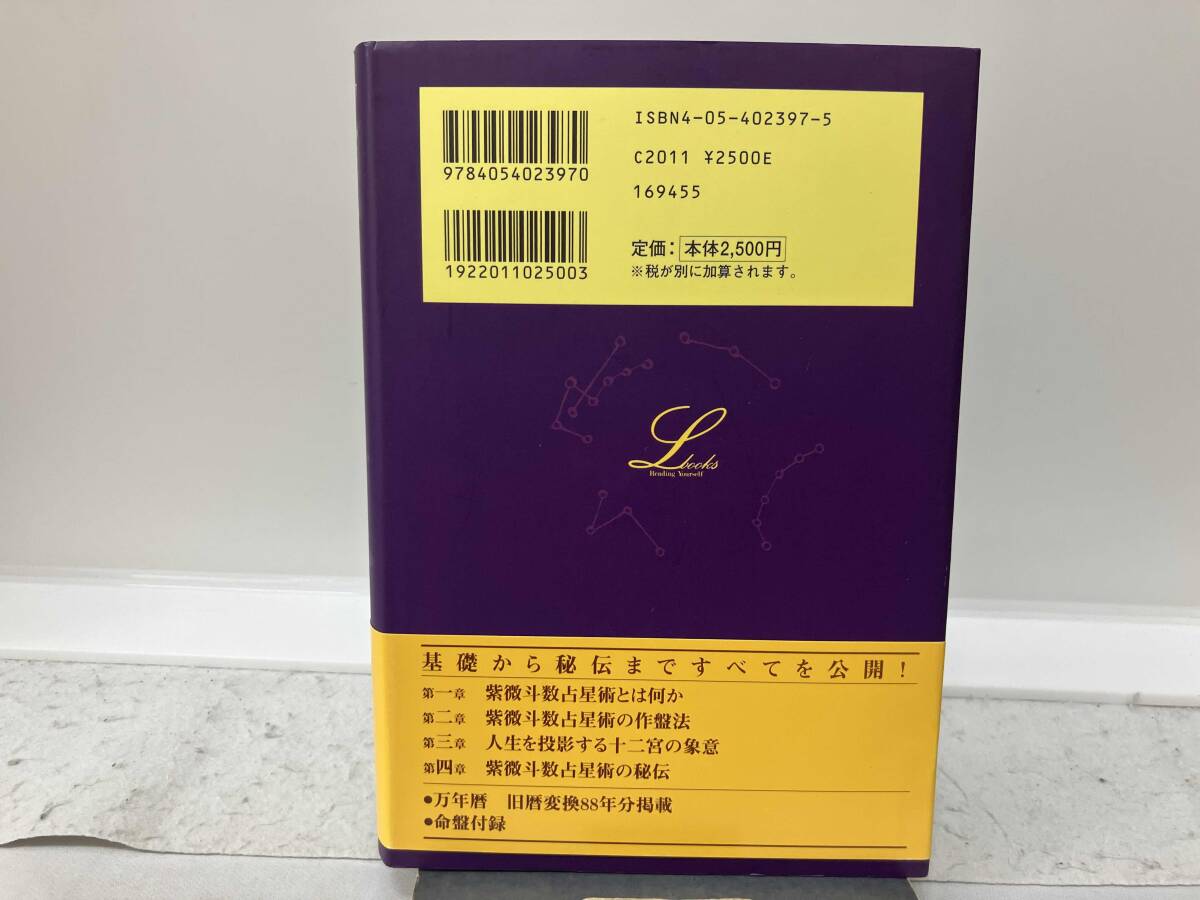 ISBN4-05-402397-5
C2011 ¥2500E
169455
9784054023970
1922011025003
定価：本体2,500円
※税が別に加算されます。
L books
Reading Yourself
基礎から秘伝まですべてを公開！
第一章 紫微斗数占星術とは何か
第二章 紫微斗数占星術の作盤法
第三章 人生を投影する十二宮の象意
第四章 紫微斗数占星術の秘伝
●万年暦 旧暦変換88年分掲載
●命盤付録